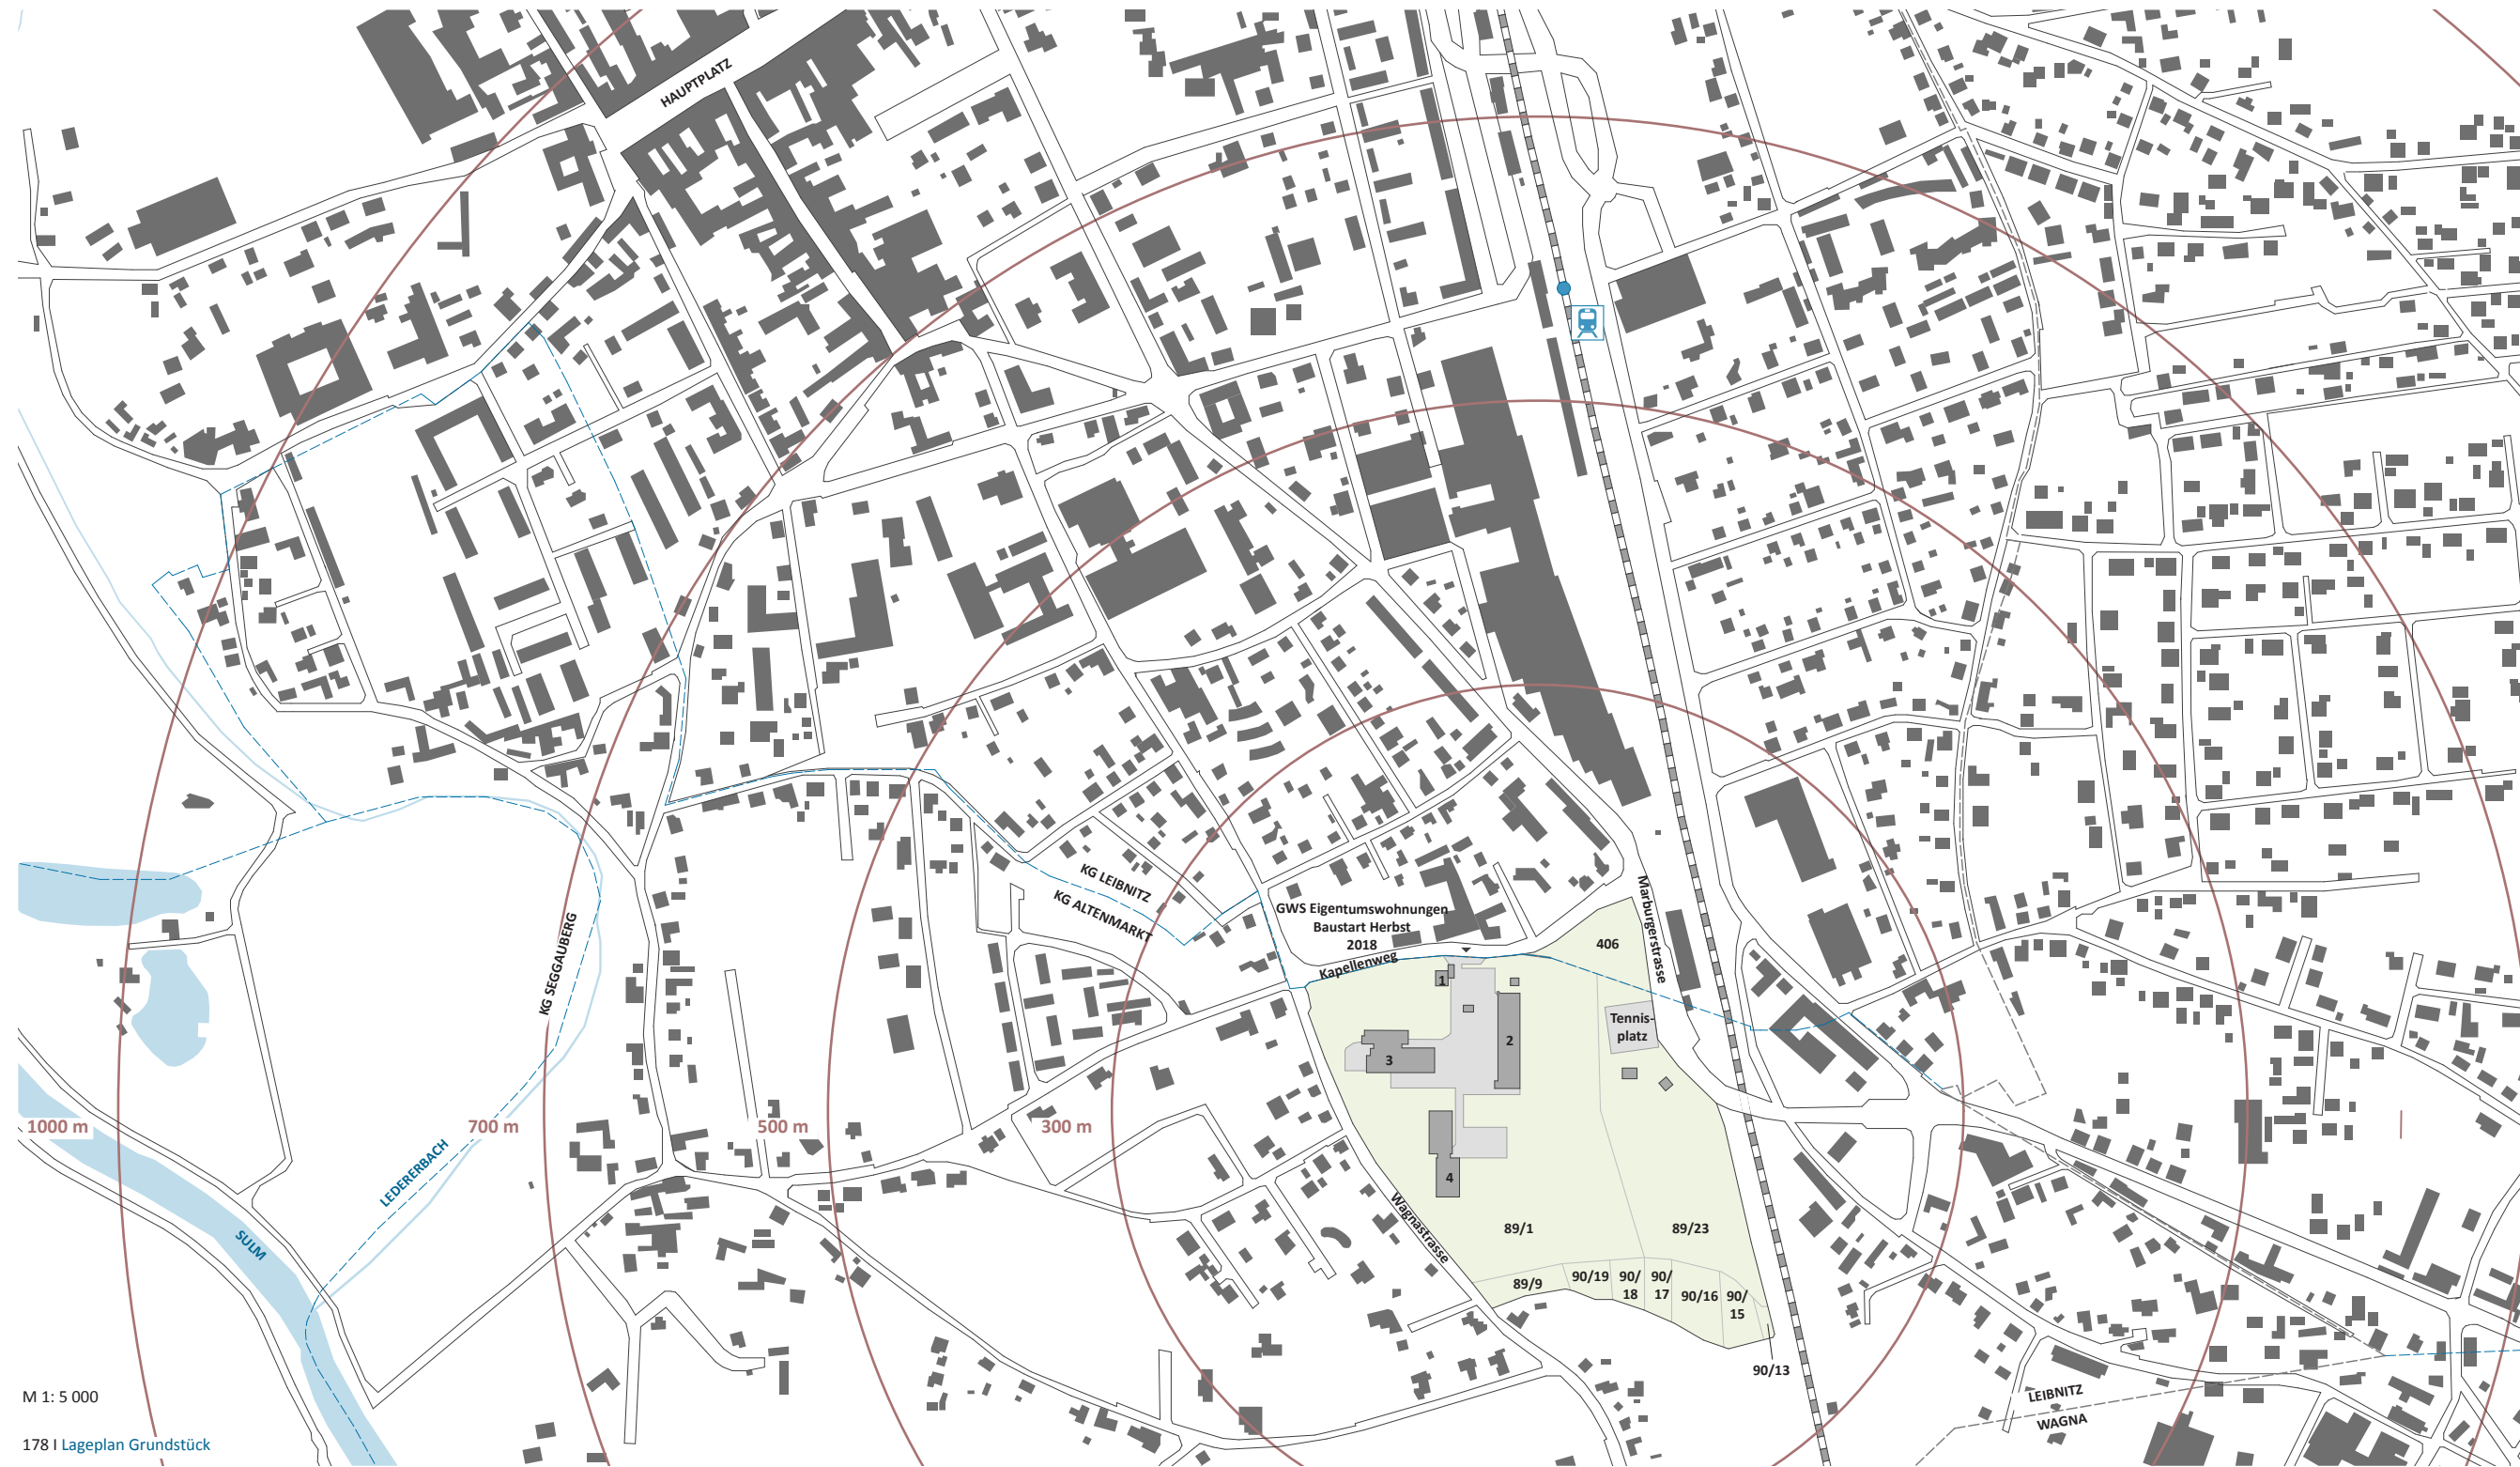 HAUPTPLATZ
KG LEIBNITZ
KG ALTENMARKT
GWS Eigentumswohnungen
Baustart Herbst
2018
Kapellenweg
Marburgerstrasse
406
KG SEGGAUBERG
1
Tennis-
platz
2
3
1000 m
700 m
500 m
300 m
LEDERERBACH
4
Wagnastrasse
SULM
89/1
89/23
89/9
90/19
90/
18
90/
17
90/16
90/
15
90/13
LEIBNITZ
WAGNA
M 1: 5 000
178 I Lageplan Grundstück